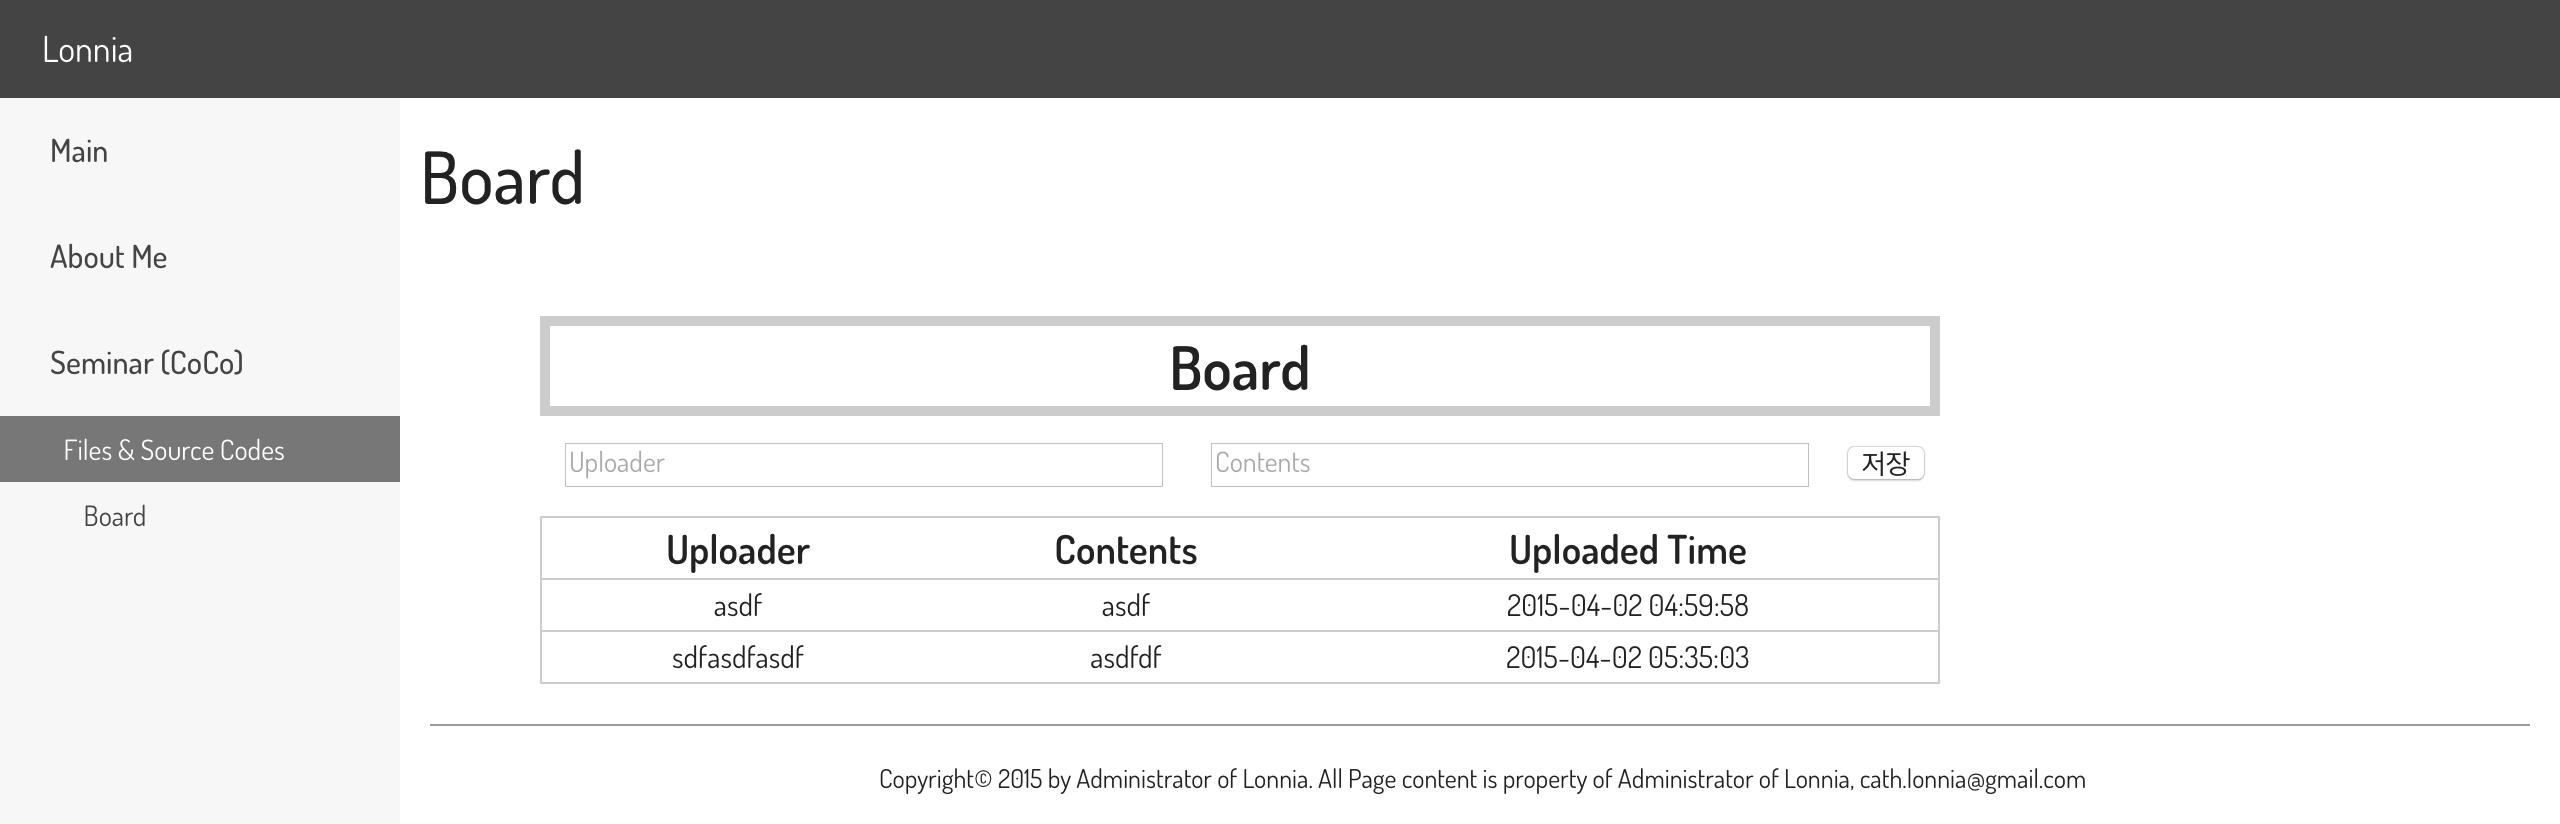 Lonnia
Main
About Me
Seminar (CoCo)
Files & Source Codes
Board
Board
Board
Uploader Contents 저장
Uploader Contents Uploaded Time
asdf asdf 2015-04-02 04:59:58
sdfasdfasdf asdfdf 2015-04-02 05:35:03
Copyright© 2015 by Administrator of Lonnia. All Page content is property of Administrator of Lonnia, cath.lonnia@gmail.com